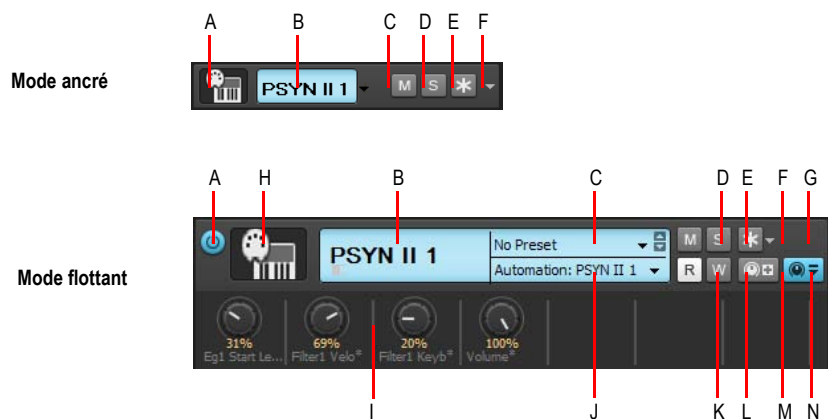 A B C D E F
Mode ancré
PSYN II 1 M S
A H B C D E F G
No Preset M S
PSYN II 1
Automation: PSYN II 1 R W
Mode flottant
31% 69% 20% 100%
Eg1 Start Le... Filter1 Velo* Filter1 Keyb* Volume*
I J K L M N